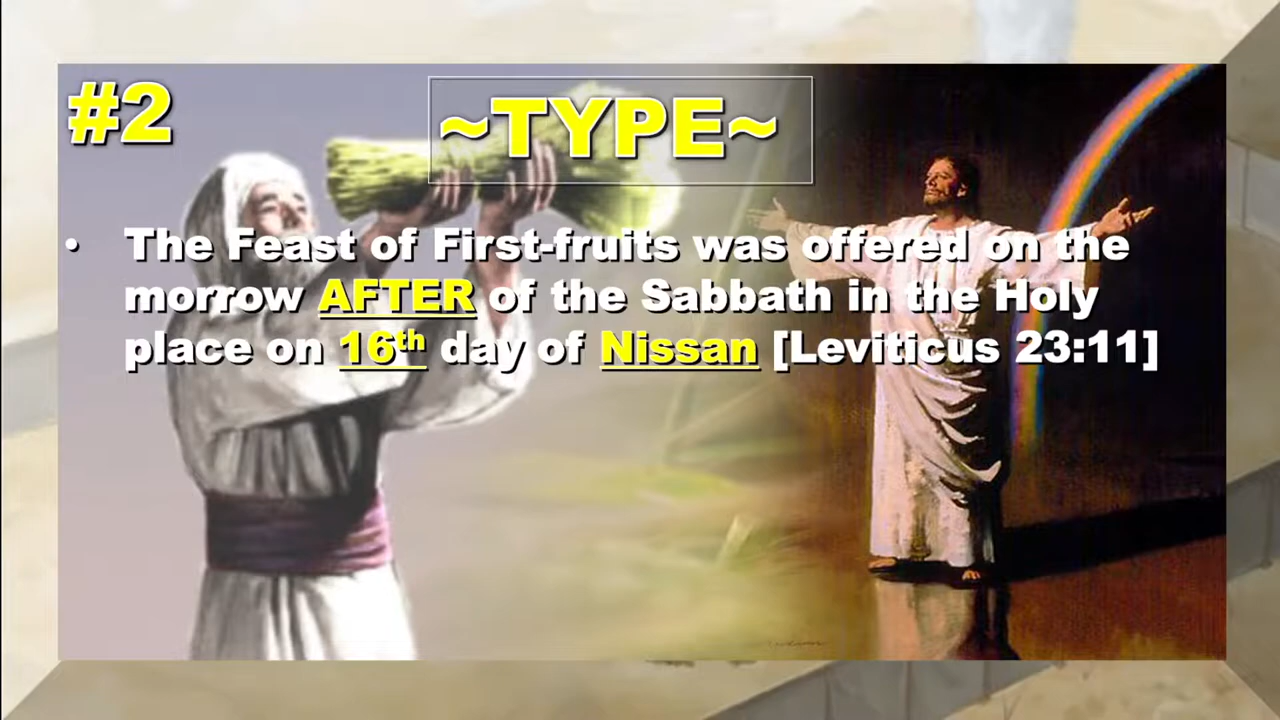 #2
~TYPE~
• The Feast of First-fruits was offered on the
morrow AFTER of the Sabbath in the Holy
place on 16th day of Nissan [Leviticus 23:11]